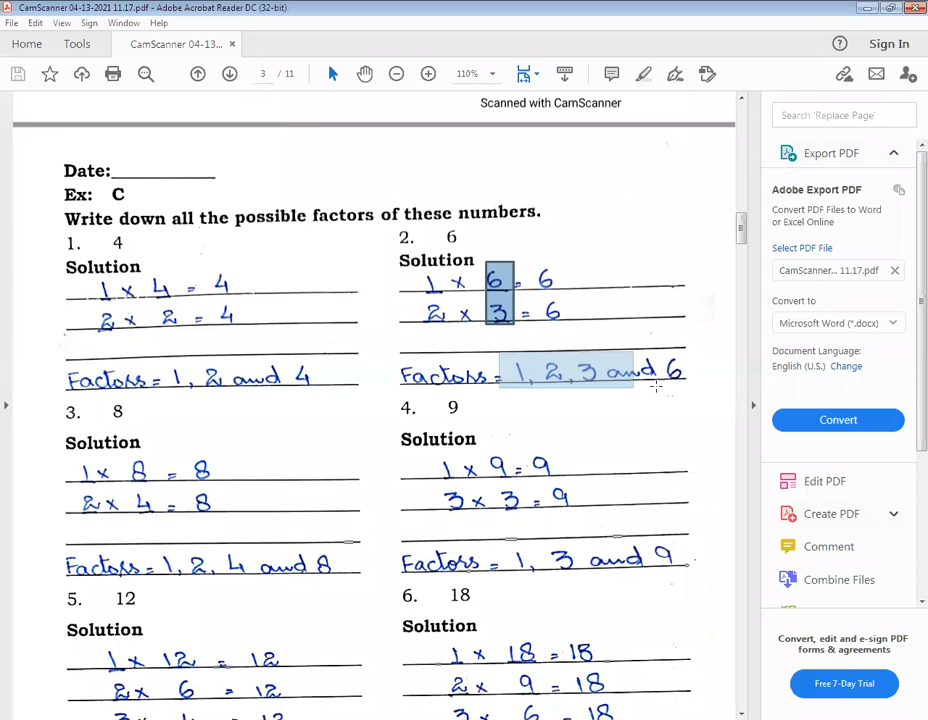 CamScanner 04-13-2021 11.17.pdf - Adobe Acrobat Reader DC (32-bit)
File Edit View Sign Window Help
Home Tools CamScanner 04-13... × Sign In
3 / 11 110%
Scanned with CamScanner
Date:__________
Ex: C
Write down all the possible factors of these numbers.
1. 4
Solution
1 × 4 = 4
2 × 2 = 4
Factors = 1, 2 and 4
2. 6
Solution
1 × 6 = 6
2 × 3 = 6
Factors = 1, 2, 3 and 6
3. 8
Solution
1 × 8 = 8
2 × 4 = 8
Factors = 1, 2, 4 and 8
4. 9
Solution
1 × 9 = 9
3 × 3 = 9
Factors = 1, 3 and 9
5. 12
Solution
1 × 12 = 12
2 × 6 = 12
3 × 4 = 12
6. 18
Solution
1 × 18 = 18
2 × 9 = 18
3 × 6 = 18
Search 'Replace Page'
Export PDF
Adobe Export PDF
Convert PDF Files to Word
or Excel Online
Select PDF File
CamScanner... 11.17.pdf ×
Convert to
Microsoft Word (*.docx)
Document Language:
English (U.S.) Change
Convert
Edit PDF
Create PDF
Comment
Combine Files
Convert, edit and e-sign PDF
forms & agreements
Free 7-Day Trial